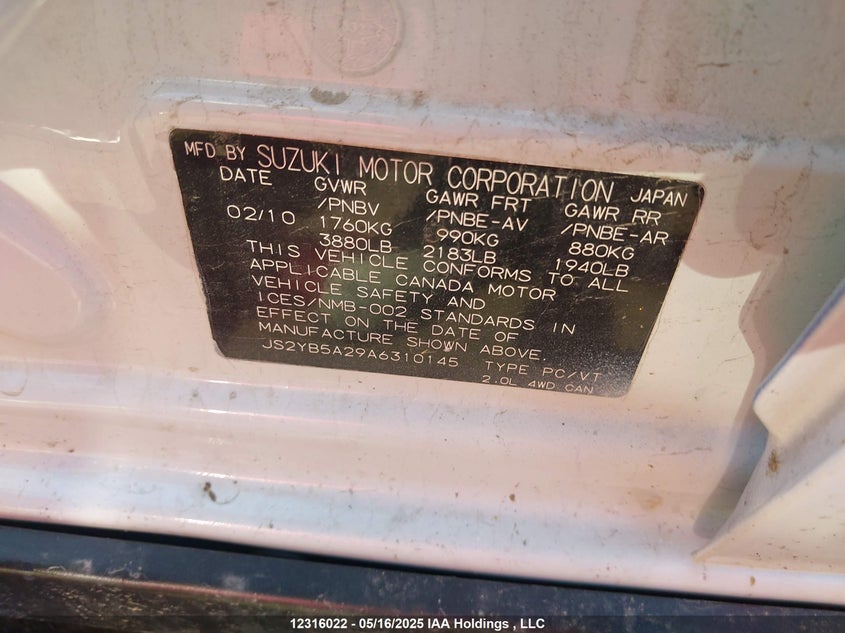 MFD BY SUZUKI MOTOR CORPORATION JAPAN
DATE GVWR GAWR FRT GAWR RR
/PNBV /PNBE-AV /PNBE-AR
02/10 1760KG 990KG 880KG
3880LB 2183LB 1940LB
THIS VEHICLE CONFORMS TO ALL
APPLICABLE CANADA MOTOR
VEHICLE SAFETY AND
ICES/NMB-002 STANDARDS IN
EFFECT ON THE DATE OF
MANUFACTURE SHOWN ABOVE.
JS2YB5A29A6310145 TYPE PC/VT
2.0L 4WD CAN
12316022 - 05/16/2025 IAA Holdings , LLC